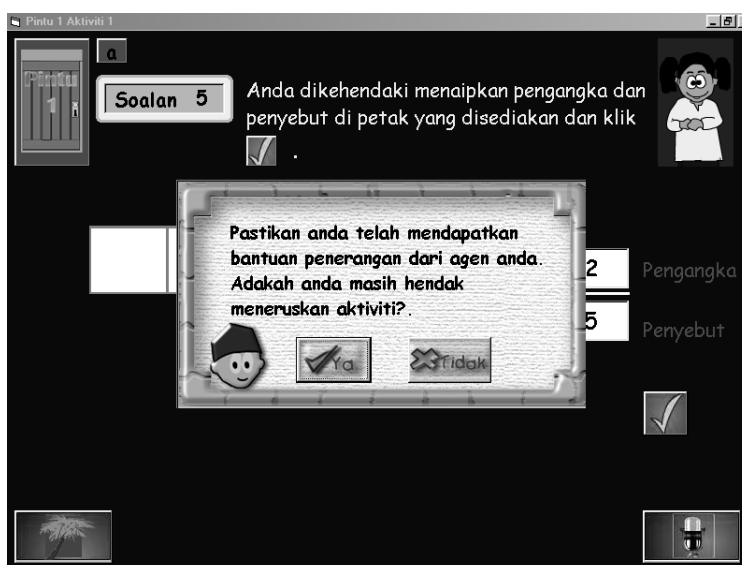 Pintu 1 Aktiviti 1
a
Pintu
1
Soalan 5
Anda dikehendaki menaipkan pengangka dan
penyebut di petak yang disediakan dan klik
.
Pastikan anda telah mendapatkan
bantuan penerangan dari agen anda.
Adakah anda masih hendak
meneruskan aktiviti?.
Ya
Tidak
2
Pengangka
5
Penyebut